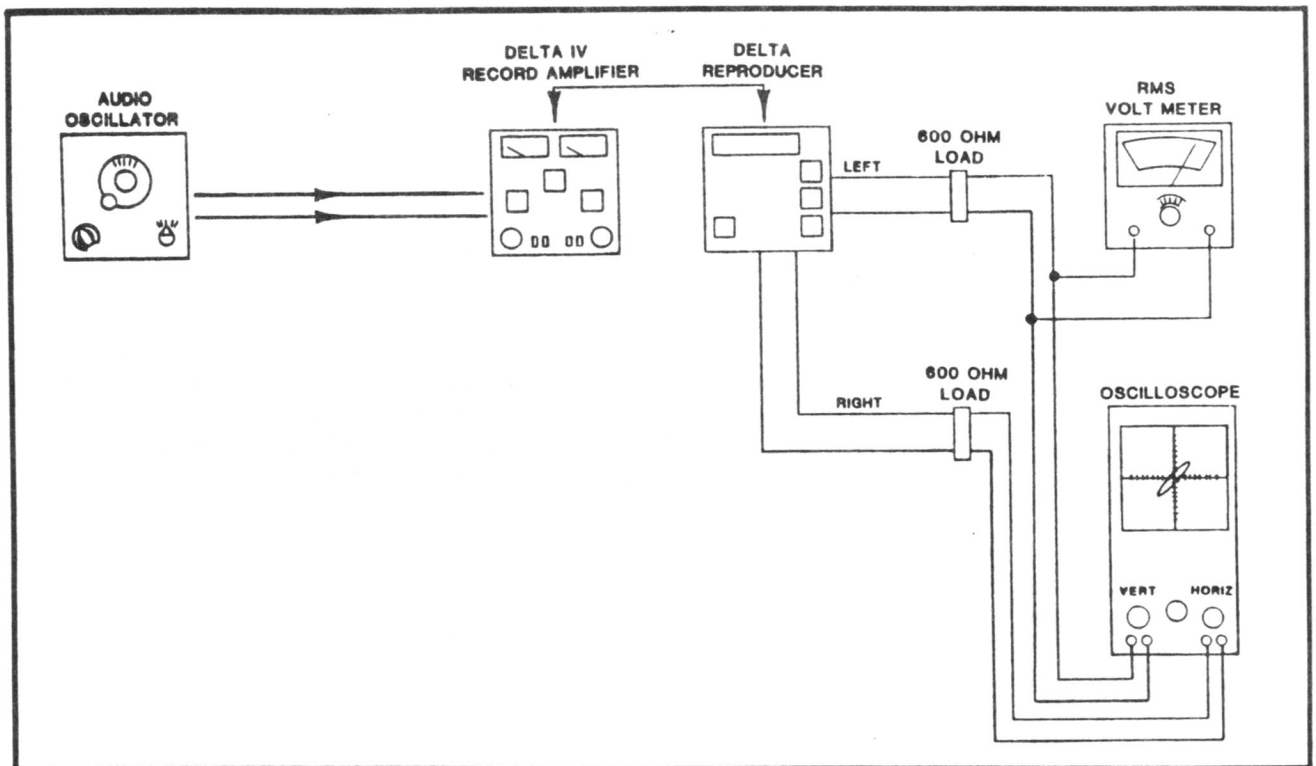 DELTA IV
RECORD AMPLIFIER
DELTA
REPRODUCER
AUDIO
OSCILLATOR
RMS
VOLT METER
600 OHM
LOAD
LEFT
600 OHM
LOAD
RIGHT
OSCILLOSCOPE
VERT
HORIZ